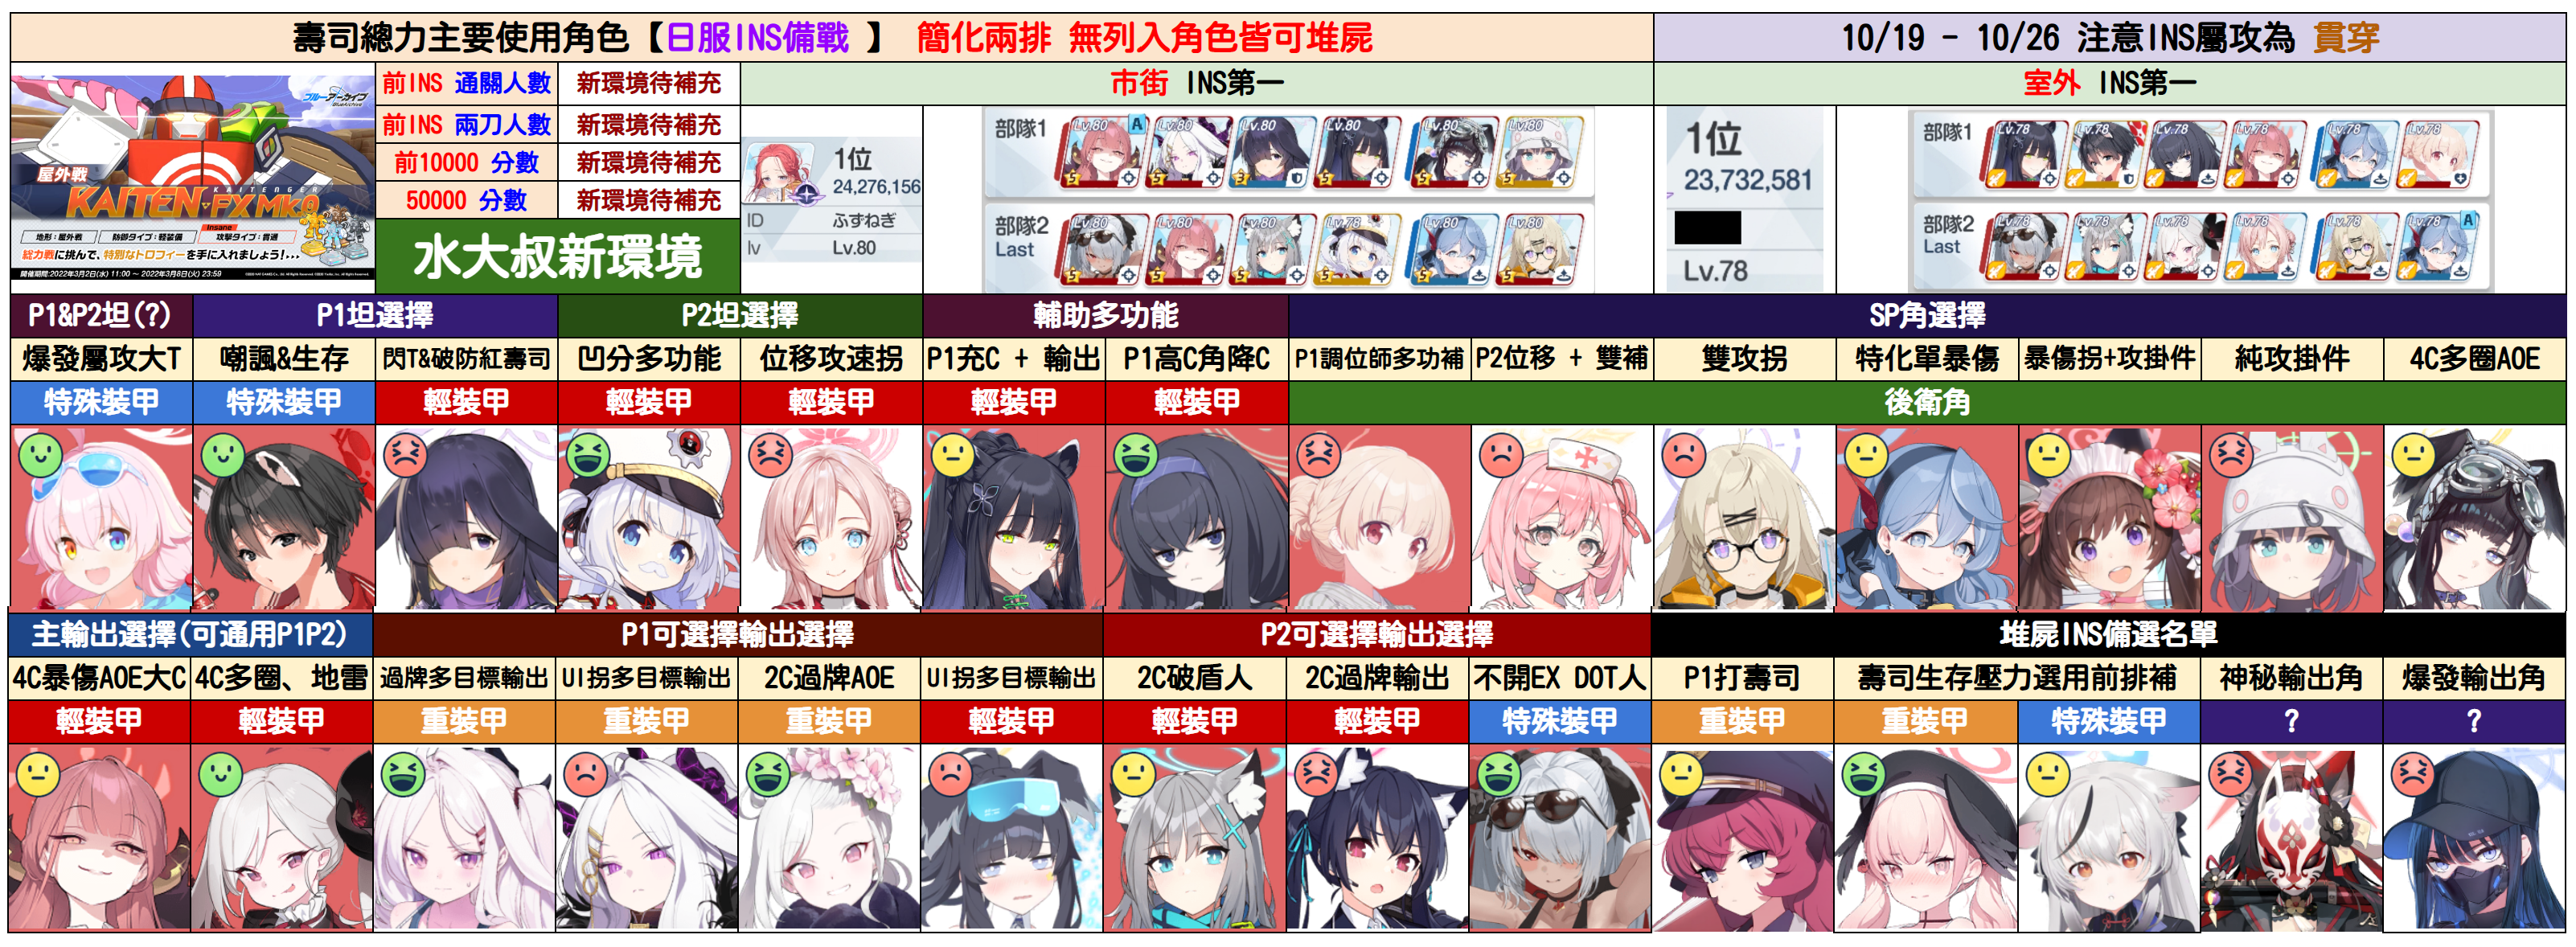 壽司總力主要使用角色【日服INS備戰 】 簡化兩排 無列入角色皆可堆屍
10/19 - 10/26 注意INS屬攻為 貫穿
前INS 通關人數 新環境待補充
市街 INS第一
室外 INS第一
ブルーアーカイブ
屋外戦
KAITENGER
KAITEN FX MK0
Insane
地形：屋外戦 防御タイプ：軽装備 攻撃タイプ：貫通
総力戦に挑んで、特別なトロフィーを手に入れましょう！
開催期間:2022年3月2日(水) 11:00 ～ 2022年3月8日(火) 23:59
前INS 兩刀人數 新環境待補充
前10000 分數 新環境待補充
50000 分數 新環境待補充
水大叔新環境
1位
24,276,156
ID ふずねぎ
lv Lv.80
部隊1
Lv.80 A Lv.80 Lv.80 Lv.80 Lv.80 Lv.80
5 5 3 5 5 5
部隊2
Last
Lv.80 Lv.80 Lv.80 Lv.78 Lv.80 Lv.80
5 5 5 5 5 5
1位
23,732,581
Lv.78
部隊1
Lv.78 Lv.78 Lv.78 Lv.78 Lv.78 Lv.78
部隊2
Last
Lv.78 Lv.78 Lv.78 Lv.78 Lv.78 Lv.78 A
P1&P2坦(?) P1坦選擇 P2坦選擇 輔助多功能 SP角選擇
爆發屬攻大T 嘲諷&生存 閃T&破防紅壽司 凹分多功能 位移攻速拐 P1充C + 輸出 P1高C角降C P1調位師多功補 P2位移 + 雙補 雙攻拐 特化單暴傷 暴傷拐+攻掛件 純攻掛件 4C多圈AOE
特殊裝甲 特殊裝甲 輕裝甲 輕裝甲 輕裝甲 輕裝甲 輕裝甲 後衛角
主輸出選擇(可通用P1P2) P1可選擇輸出選擇 P2可選擇輸出選擇 堆屍INS備選名單
4C暴傷AOE大C 4C多圈、地雷 過牌多目標輸出 UI拐多目標輸出 2C過牌AOE UI拐多目標輸出 2C破盾人 2C過牌輸出 不開EX DOT人 P1打壽司 壽司生存壓力選用前排補 神秘輸出角 爆發輸出角
輕裝甲 輕裝甲 重裝甲 重裝甲 重裝甲 輕裝甲 輕裝甲 輕裝甲 特殊裝甲 重裝甲 重裝甲 特殊裝甲 ? ?